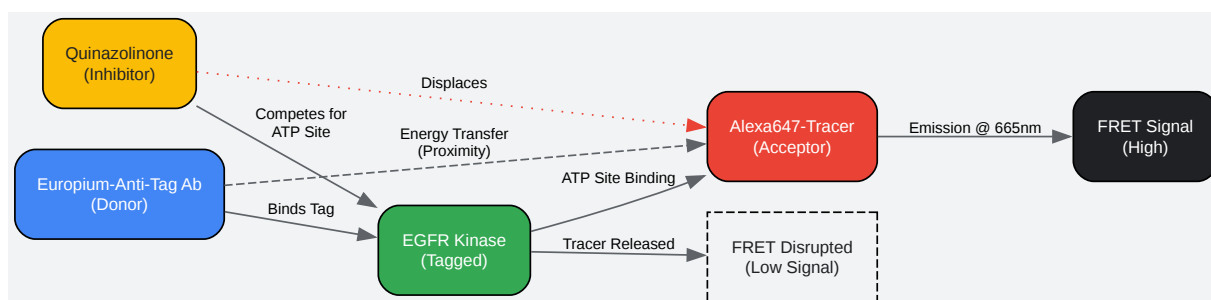 Quinazolinone
(Inhibitor)
Displaces
Competes for
ATP Site
Energy Transfer
(Proximity)
Alexa647-Tracer
(Acceptor)
Emission @ 665nm
FRET Signal
(High)
Europium-Anti-Tag Ab
(Donor)
ATP Site Binding
Binds Tag
EGFR Kinase
(Tagged)
Tracer Released
FRET Disrupted
(Low Signal)